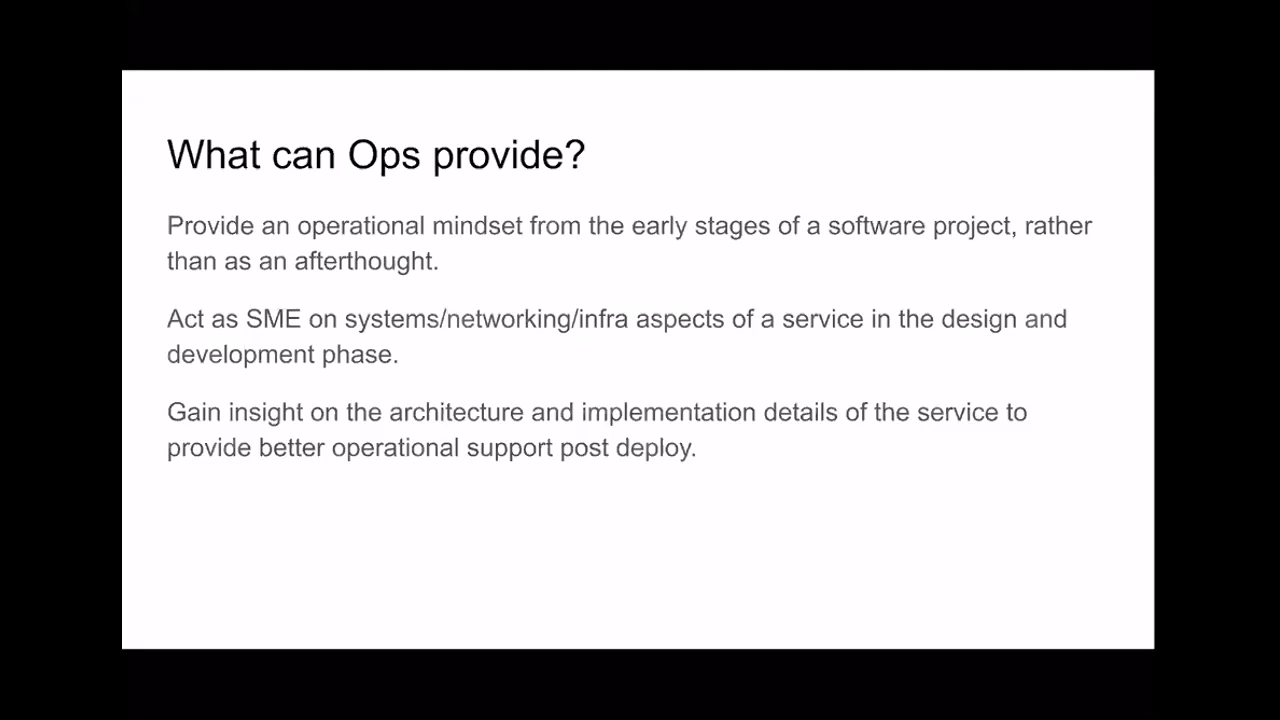 What can Ops provide?
Provide an operational mindset from the early stages of a software project, rather
than as an afterthought.
Act as SME on systems/networking/infra aspects of a service in the design and
development phase.
Gain insight on the architecture and implementation details of the service to
provide better operational support post deploy.